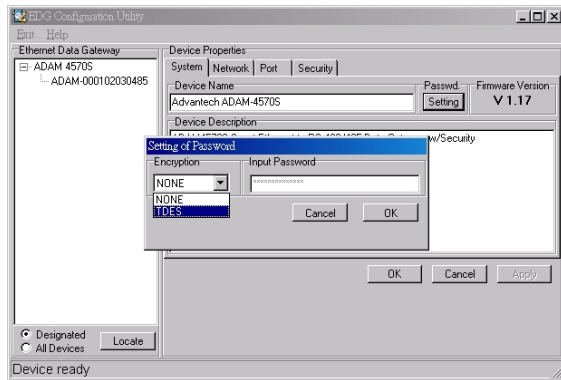 EDG Configuration Utility
Exit Help
Ethernet Data Gateway
ADAM 4570S
ADAM-000102030485
Device Properties
System Network Port Security
Device Name
Advantech ADAM-4570S
Passwd.
Setting
Firmware Version
V 1.17
Device Description
w/Security
Setting of Password
Encryption
NONE
NONE
TDES
Input Password
*************
Cancel OK
OK Cancel Apply
Designated
All Devices
Locate
Device ready